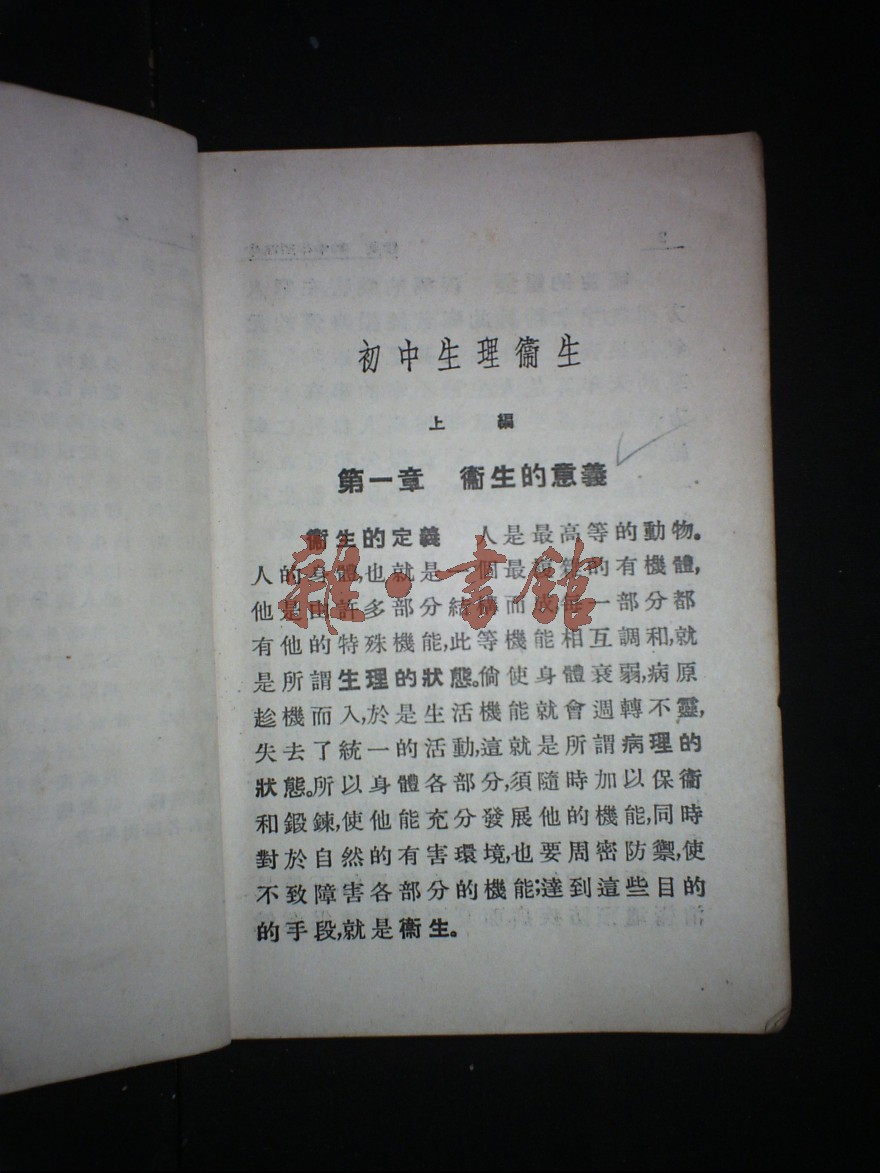 初中生理衞生
上 編
第一章 衞生的意義
衞生的定義 人是最高等的動物。
人的身體,也就是一個最複雜的有機體,
他是由許多部分結構而成,每一部分都
有他的特殊機能,此等機能相互調和,就
是所謂生理的狀態。倘使身體衰弱,病原
趁機而入,於是生活機能就會週轉不靈,
失去了統一的活動,這就是所謂病理的
狀態。所以身體各部分,須隨時加以保衞
和鍛鍊,使他能充分發展他的機能,同時
對於自然的有害環境,也要周密防禦,使
不致障害各部分的機能;達到這些目的
的手段,就是衞生。
雜·書館